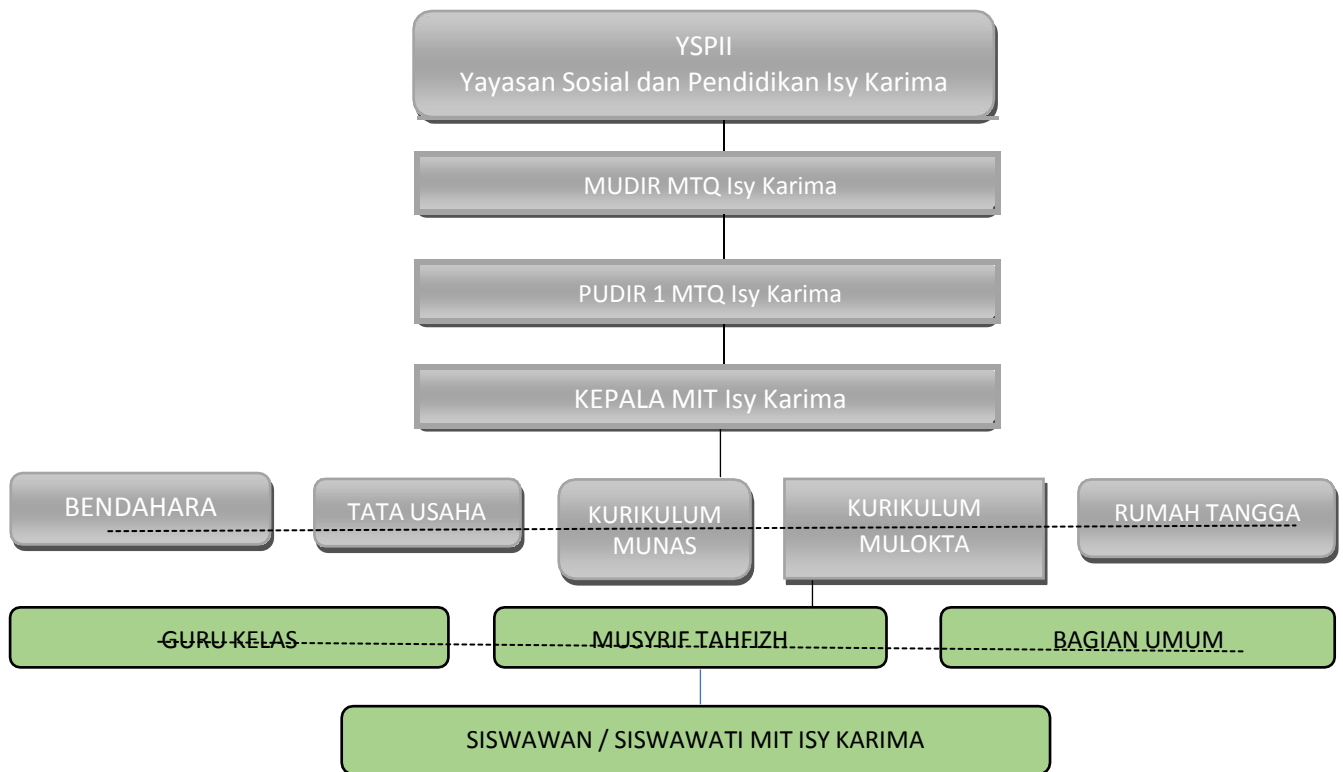 YSPII
Yayasan Sosial dan Pendidikan Isy Karima
MUDIR MTQ Isy Karima
PUDIR 1 MTQ Isy Karima
KEPALA MIT Isy Karima
BENDAHARA
TATA USAHA
KURIKULUM
MUNAS
KURIKULUM
MULOKTA
RUMAH TANGGA
GURU KELAS
MUSYRIF TAHFIZH
BAGIAN UMUM
SISWAWAN / SISWAWATI MIT ISY KARIMA